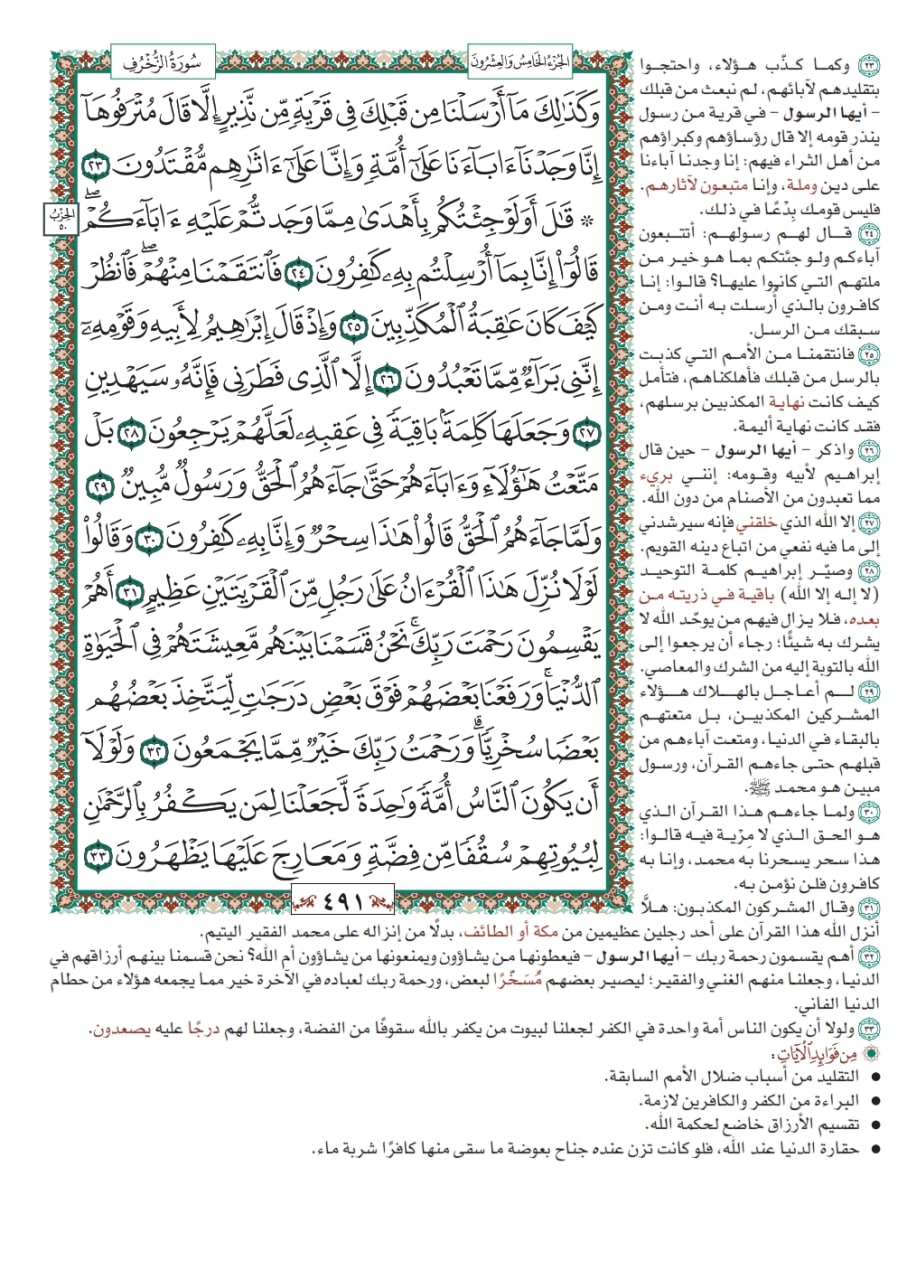 سُورَةُ الزُّخْرُفِ
الجُزْءُ الخَامِسُ وَالعِشْرُونَ
وَكَذَٰلِكَ مَآ أَرۡسَلۡنَا مِن قَبۡلِكَ فِي قَرۡيَةٖ مِّن نَّذِيرٍ إِلَّا قَالَ مُتۡرَفُوهَآ
إِنَّا وَجَدۡنَآ ءَابَآءَنَا عَلَىٰٓ أُمَّةٖ وَإِنَّا عَلَىٰٓ ءَاثَٰرِهِم مُّقۡتَدُونَ ٢٣
۞ قَٰلَ أَوَلَوۡ جِئۡتُكُم بِأَهۡدَىٰ مِمَّا وَجَدتُّمۡ عَلَيۡهِ ءَابَآءَكُمۡۖ
الحِزْبُ
٥٠
قَالُوٓاْ إِنَّا بِمَآ أُرۡسِلۡتُم بِهِۦ كَٰفِرُونَ ٢٤ فَٱنتَقَمۡنَا مِنۡهُمۡۖ فَٱنظُرۡ
كَيۡفَ كَانَ عَٰقِبَةُ ٱلۡمُكَذِّبِينَ ٢٥ وَإِذۡ قَالَ إِبۡرَٰهِيمُ لِأَبِيهِ وَقَوۡمِهِۦٓ
إِنَّنِي بَرَآءٞ مِّمَّا تَعۡبُدُونَ ٢٦ إِلَّا ٱلَّذِي فَطَرَنِي فَإِنَّهُۥ سَيَهۡدِينِ
٢٧ وَجَعَلَهَا كَلِمَةَۢ بَاقِيَةٗ فِي عَقِبِهِۦ لَعَلَّهُمۡ يَرۡجِعُونَ ٢٨ بَلۡ
مَتَّعۡتُ هَٰٓؤُلَآءِ وَءَابَآءَهُمۡ حَتَّىٰ جَآءَهُمُ ٱلۡحَقُّ وَرَسُولٞ مُّبِينٞ ٢٩
وَلَمَّا جَآءَهُمُ ٱلۡحَقُّ قَالُواْ هَٰذَا سِحۡرٞ وَإِنَّا بِهِۦ كَٰفِرُونَ ٣٠ وَقَالُواْ
لَوۡلَا نُزِّلَ هَٰذَا ٱلۡقُرۡءَانُ عَلَىٰ رَجُلٖ مِّنَ ٱلۡقَرۡيَتَيۡنِ عَظِيمٍ ٣١ أَهُمۡ
يَقۡسِمُونَ رَحۡمَتَ رَبِّكَۚ نَحۡنُ قَسَمۡنَا بَيۡنَهُم مَّعِيشَتَهُمۡ فِي ٱلۡحَيَوٰةِ
ٱلدُّنۡيَاۚ وَرَفَعۡنَا بَعۡضَهُمۡ فَوۡقَ بَعۡضٖ دَرَجَٰتٖ لِّيَتَّخِذَ بَعۡضُهُم
بَعۡضٗا سُخۡرِيّٗاۗ وَرَحۡمَتُ رَبِّكَ خَيۡرٞ مِّمَّا يَجۡمَعُونَ ٣٢ وَلَوۡلَآ
أَن يَكُونَ ٱلنَّاسُ أُمَّةٗ وَٰحِدَةٗ لَّجَعَلۡنَا لِمَن يَكۡفُرُ بِٱلرَّحۡمَٰنِ
لِبُيُوتِهِمۡ سُقُفٗا مِّن فِضَّةٖ وَمَعَارِجَ عَلَيۡهَا يَظۡهَرُونَ ٣٣
٤٩١
٢٣ وكما كذّب هؤلاء، واحتجوا
بتقليدهم لآبائهم، لم نبعث من قبلك
- أيها الرسول - في قرية من رسول
ينذر قومه إلا قال رؤساؤهم وكبراؤهم
من أهل الثراء فيهم: إنا وجدنا آباءنا
على دين وملة، وإنا متبعون لآثارهم.
فليس قومك بِدْعًا في ذلك.
٢٤ قال لهم رسولهم: أتتبعون
آباءكم ولو جئتكم بما هو خير من
ملتهم التي كانوا عليها؟ قالوا: إنا
كافرون بالذي أرسلت به أنت ومن
سبقك من الرسل.
٢٥ فانتقمنا من الأمم التي كذبت
بالرسل من قبلك فأهلكناهم، فتأمل
كيف كانت نهاية المكذبين برسلهم،
فقد كانت نهاية أليمة.
٢٦ واذكر - أيها الرسول - حين قال
إبراهيم لأبيه وقومه: إنني بريء
مما تعبدون من الأصنام من دون الله.
٢٧ إلا الله الذي خلقني فإنه سيرشدني
إلى ما فيه نفعي من اتباع دينه القويم.
٢٨ وصيّر إبراهيم كلمة التوحيد
(لا إله إلا الله) باقية في ذريته من
بعده، فلا يزال فيهم من يوحّد الله لا
يشرك به شيئًا؛ رجاء أن يرجعوا إلى
الله بالتوبة إليه من الشرك والمعاصي.
٢٩ لم أعاجل بالهلاك هؤلاء
المشركين المكذبين، بل متعتهم
بالبقاء في الدنيا، ومتعت آباءهم من
قبلهم حتى جاءهم القرآن، ورسول
مبين هو محمد ﷺ.
٣٠ ولما جاءهم هذا القرآن الذي
هو الحق الذي لا مِرْية فيه قالوا:
هذا سحر يسحرنا به محمد، وإنا به
كافرون فلن نؤمن به.
٣١ وقال المشركون المكذبون: هلاَّ
أنزل الله هذا القرآن على أحد رجلين عظيمين من مكة أو الطائف، بدلًا من إنزاله على محمد الفقير اليتيم.
٣٢ أهم يقسمون رحمة ربك - أيها الرسول - فيعطونها من يشاؤون ويمنعونها من يشاؤون أم الله؟ نحن قسمنا بينهم أرزاقهم في
الدنيا، وجعلنا منهم الغني والفقير؛ ليصير بعضهم مُسَخَّرًا لبعض، ورحمة ربك لعباده في الآخرة خير مما يجمعه هؤلاء من حطام
الدنيا الفاني.
٣٣ ولولا أن يكون الناس أمة واحدة في الكفر لجعلنا لبيوت من يكفر بالله سقوفًا من الفضة، وجعلنا لهم درجًا عليه يصعدون.
مِن فَوَائِدِ الآيَاتِ:
• التقليد من أسباب ضلال الأمم السابقة.
• البراءة من الكفر والكافرين لازمة.
• تقسيم الأرزاق خاضع لحكمة الله.
• حقارة الدنيا عند الله، فلو كانت تزن عنده جناح بعوضة ما سقى منها كافرًا شربة ماء.